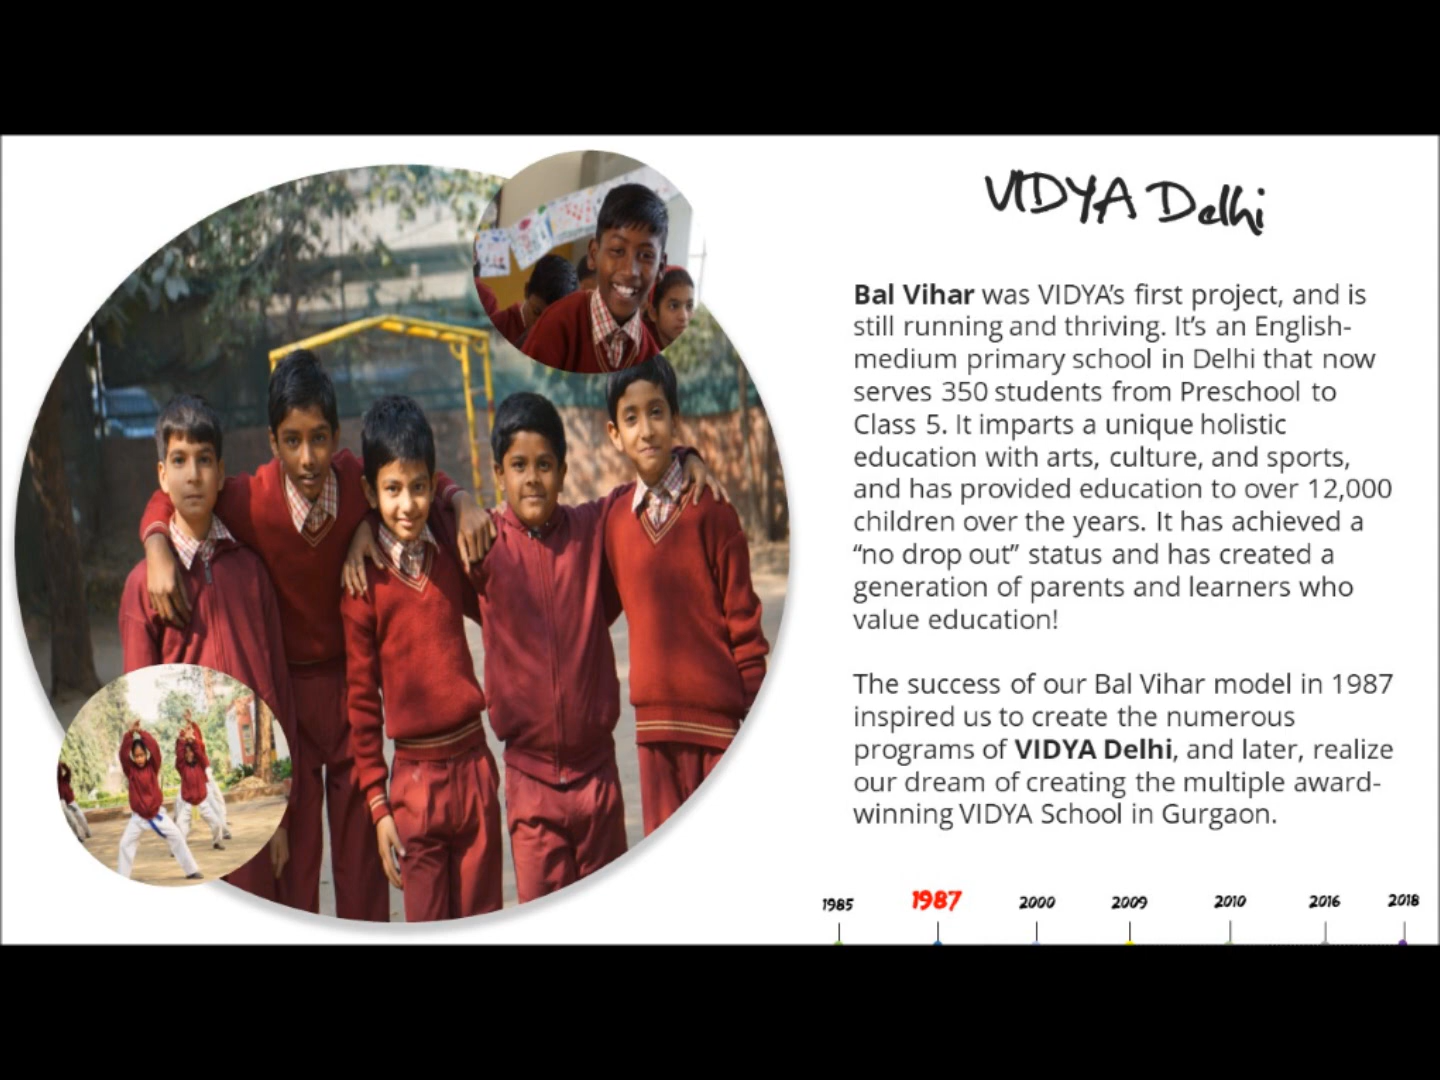 VIDYA Delhi
Bal Vihar was VIDYA’s first project, and is
still running and thriving. It’s an English-
medium primary school in Delhi that now
serves 350 students from Preschool to
Class 5. It imparts a unique holistic
education with arts, culture, and sports,
and has provided education to over 12,000
children over the years. It has achieved a
“no drop out” status and has created a
generation of parents and learners who
value education!
The success of our Bal Vihar model in 1987
inspired us to create the numerous
programs of VIDYA Delhi, and later, realize
our dream of creating the multiple award-
winning VIDYA School in Gurgaon.
1985 1987 2000 2009 2010 2016 2018